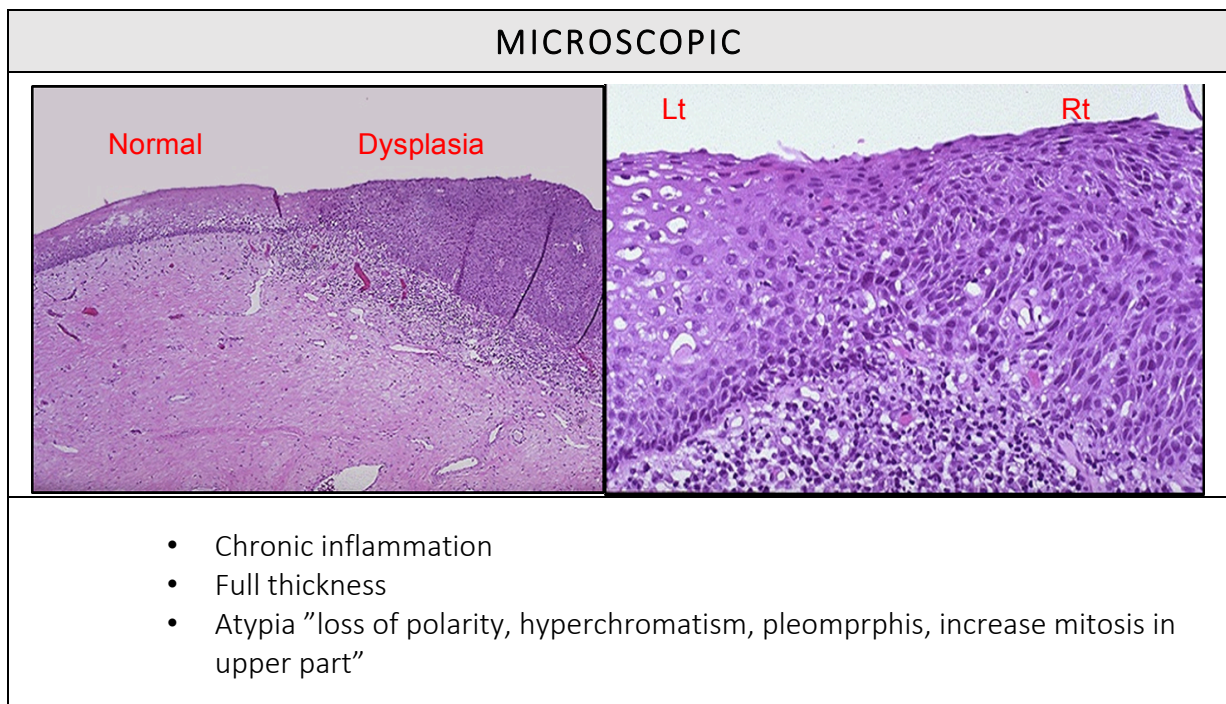 MICROSCOPIC
Normal
Dysplasia
Lt
Rt
• Chronic inflammation
• Full thickness
• Atypia ”loss of polarity, hyperchromatism, pleomprphis, increase mitosis in
upper part”